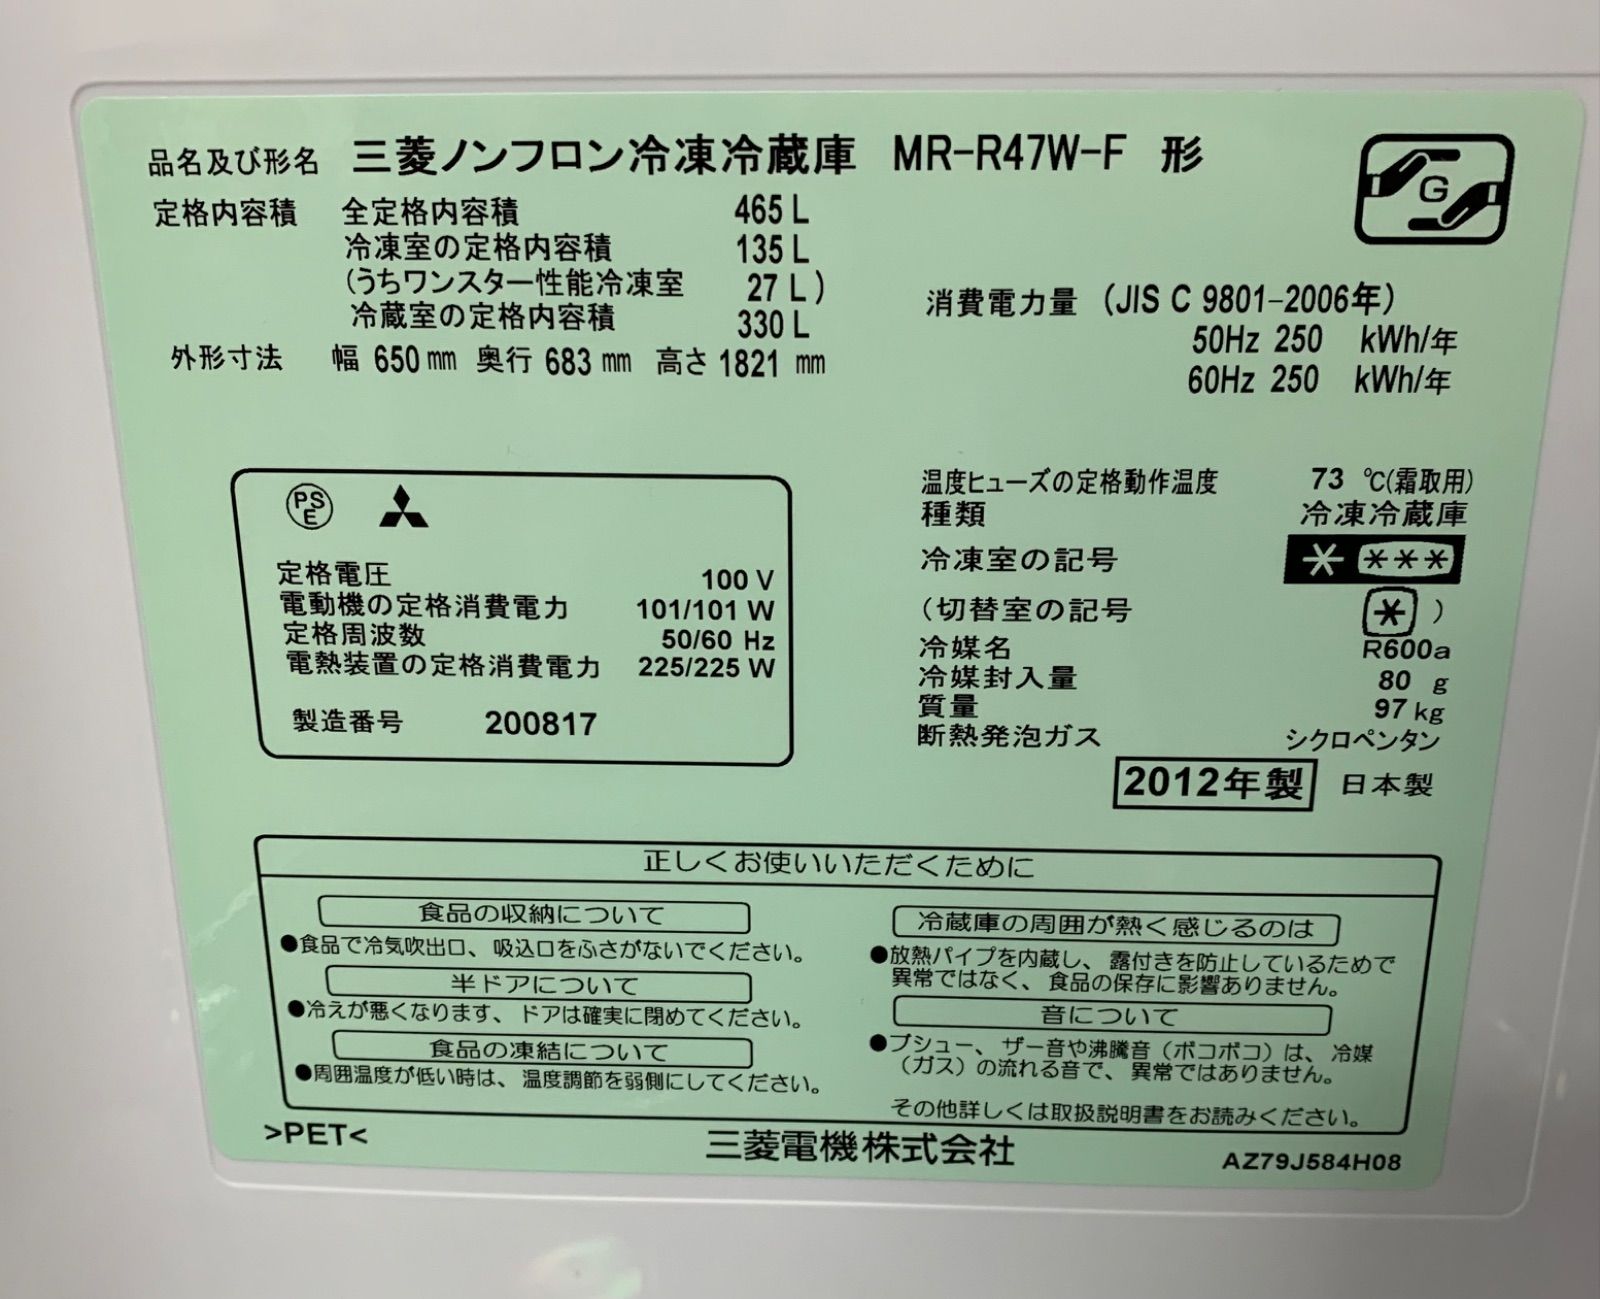 品名及び形名 三菱ノンフロン冷凍冷蔵庫 MR-R47W-F 形
定格内容積 全定格内容積 465 L
冷凍室の定格内容積 135 L
(うちワンスター性能冷凍室 27 L )
冷蔵室の定格内容積 330 L
外形寸法 幅 650 mm 奥行 683 mm 高さ 1821 mm
G
消費電力量 (JIS C 9801-2006年)
50Hz 250 kWh/年
60Hz 250 kWh/年
PSE
定格電圧 100 V
電動機の定格消費電力 101/101 W
定格周波数 50/60 Hz
電熱装置の定格消費電力 225/225 W
製造番号 200817
温度ヒューズの定格動作温度 73 ℃(霜取用)
種類 冷凍冷蔵庫
冷凍室の記号 * ***
(切替室の記号 * )
冷媒名 R600a
冷媒封入量 80 g
質量 97 kg
断熱発泡ガス シクロペンタン
2012年製 日本製
正しくお使いいただくために
食品の収納について
●食品で冷気吹出口、吸込口をふさがないでください。
半ドアについて
●冷えが悪くなります、ドアは確実に閉めてください。
食品の凍結について
●周囲温度が低い時は、温度調節を弱側にしてください。
冷蔵庫の周囲が熱く感じるのは
●放熱パイプを内蔵し、露付きを防止しているためで
異常ではなく、食品の保存に影響ありません。
音について
●プシュー、ザー音や沸騰音(ボコボコ)は、冷媒
(ガス)の流れる音で、異常ではありません。
その他詳しくは取扱説明書をお読みください。
>PET< 三菱電機株式会社 AZ79J584H08